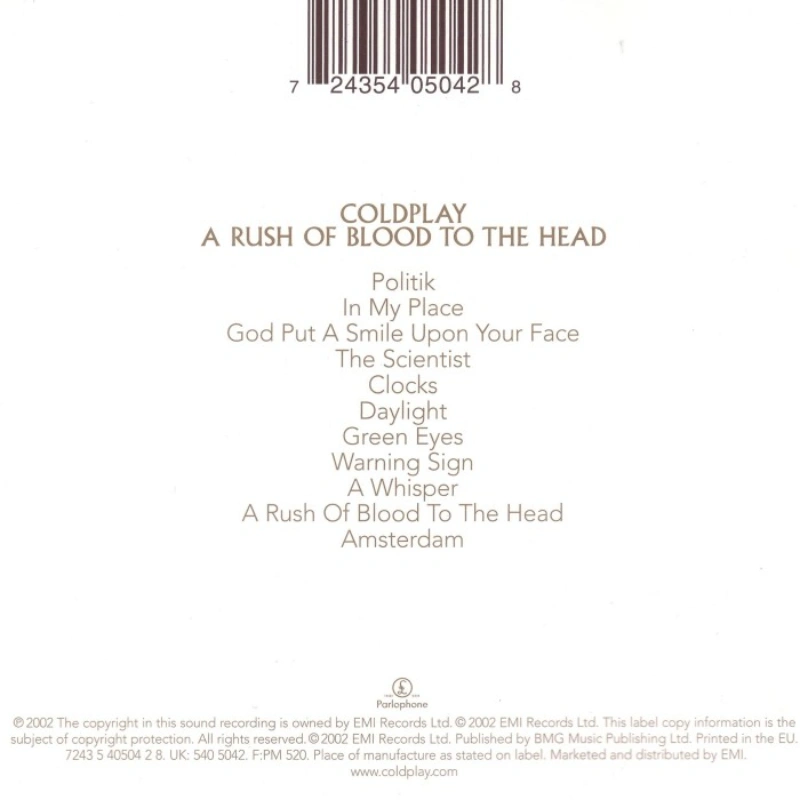 7 24354 05042 8
COLDPLAY
A RUSH OF BLOOD TO THE HEAD
Politik
In My Place
God Put A Smile Upon Your Face
The Scientist
Clocks
Daylight
Green Eyes
Warning Sign
A Whisper
A Rush Of Blood To The Head
Amsterdam
£
Parlophone
℗ 2002 The copyright in this sound recording is owned by EMI Records Ltd. © 2002 EMI Records Ltd. This label copy information is the
subject of copyright protection. All rights reserved. © 2002 EMI Records Ltd. Published by BMG Music Publishing Ltd. Printed in the EU.
7243 5 40504 2 8. UK: 540 5042. F:PM 520. Place of manufacture as stated on label. Marketed and distributed by EMI.
www.coldplay.com